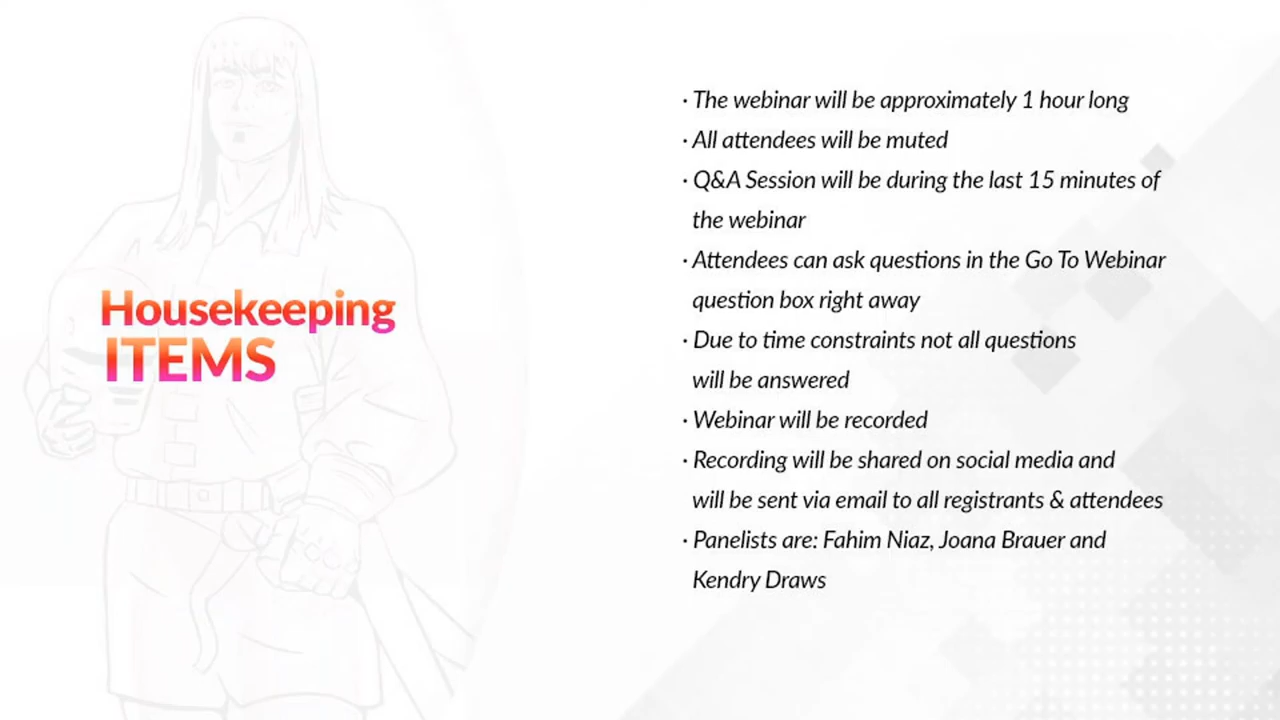 Housekeeping
ITEMS
· The webinar will be approximately 1 hour long
· All attendees will be muted
· Q&A Session will be during the last 15 minutes of
the webinar
· Attendees can ask questions in the Go To Webinar
question box right away
· Due to time constraints not all questions
will be answered
· Webinar will be recorded
· Recording will be shared on social media and
will be sent via email to all registrants & attendees
· Panelists are: Fahim Niaz, Joana Brauer and
Kendry Draws